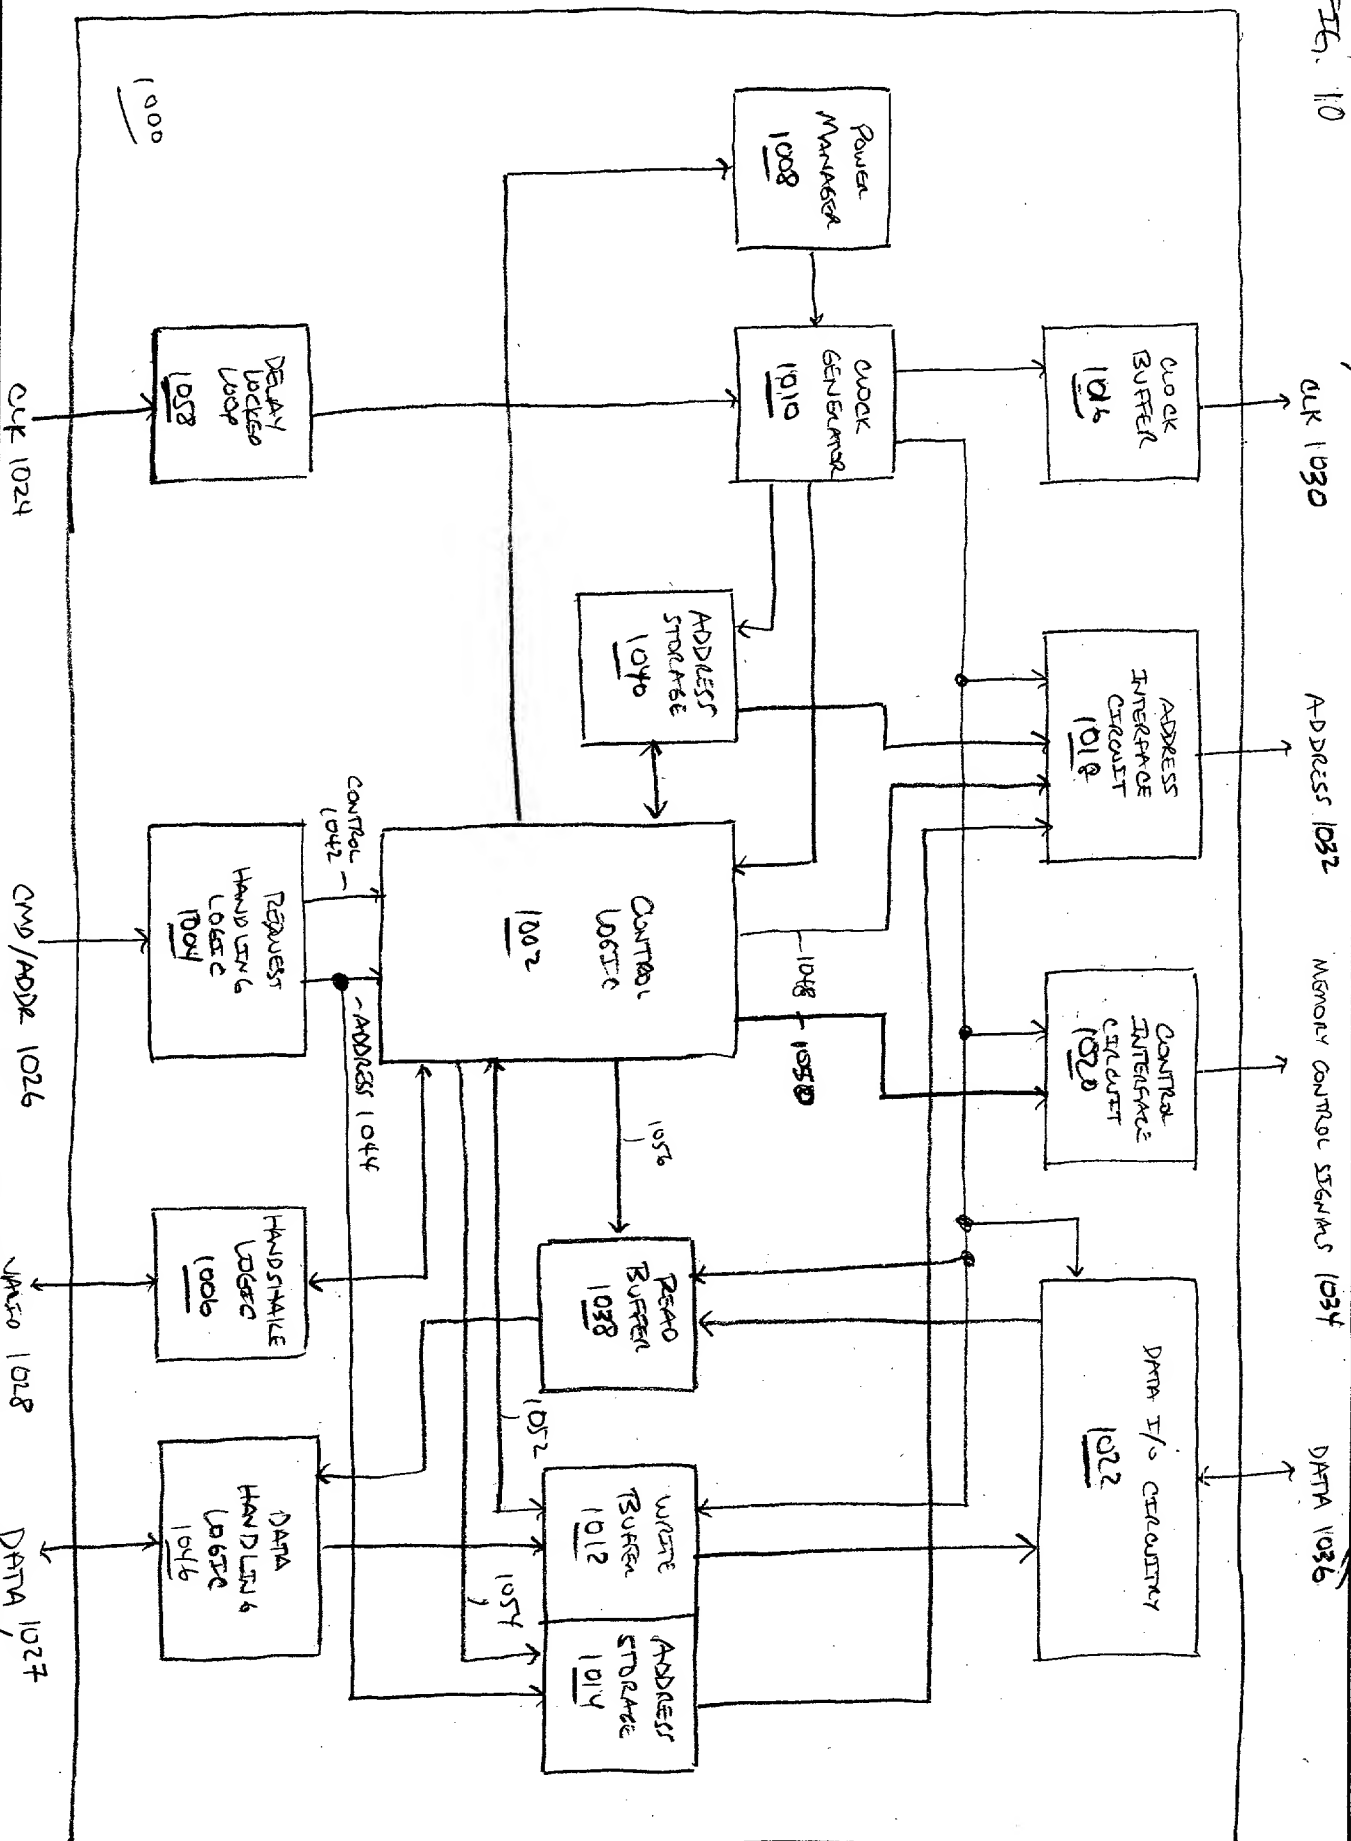 FIG. 10
1000
CLK 1030
ADDRESS 1032
MEMORY CONTROL SIGNALS 1034
DATA 1036
CLOCK
BUFFER
1016
ADDRESS
INTERFACE
CIRCUIT
1018
CONTROL
INTERFACE
CIRCUIT
1020
DATA I/O CIRCUITRY
1022
POWER
MANAGER
1008
CLOCK
GENERATOR
1010
ADDRESS
STORAGE
1040
1048
1050
CONTROL
LOGIC
1002
1056
READ
BUFFER
1038
WRITE
BUFFER
1012
ADDRESS
STORAGE
1014
1052
1054
CONTROL
1042
ADDRESS 1044
DELAY
LOCKED
LOOP
1058
REQUEST
HANDLING
LOGIC
1004
HANDSHAKE
LOGIC
1006
DATA
HANDLING
LOGIC
1046
CLK 1024
CMD/ADDR 1026
VARIO 1028
DATA 1027